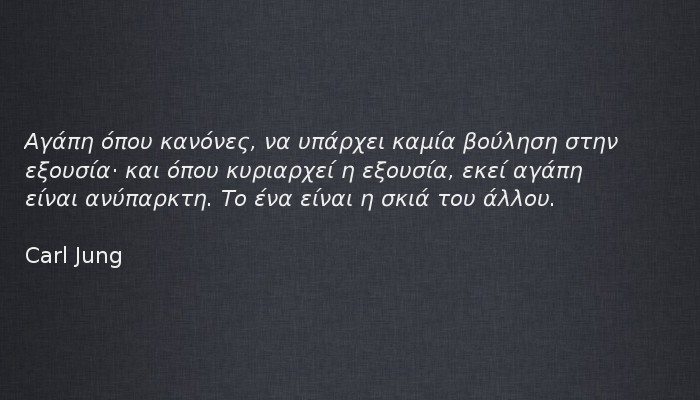 Αγάπη όπου κανόνες, να υπάρχει καμία βούληση στην
εξουσία· και όπου κυριαρχεί η εξουσία, εκεί αγάπη
είναι ανύπαρκτη. Το ένα είναι η σκιά του άλλου.
Carl Jung